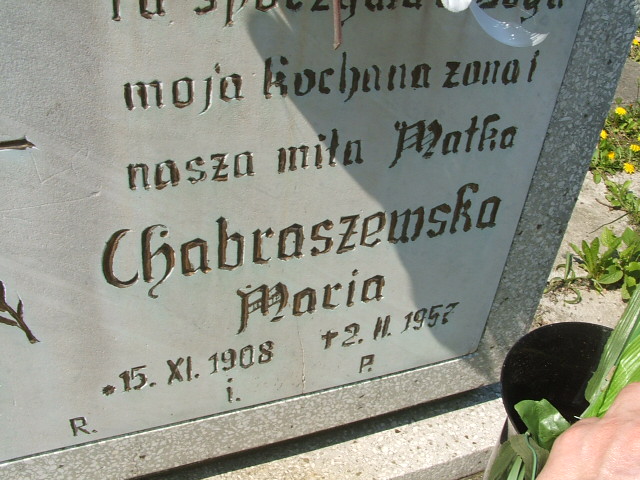 moja Kochana żona i
nasza miła Matka
Chabraszewska
Maria
*15. XI. 1908 +2. II. 1957
R. i. P.